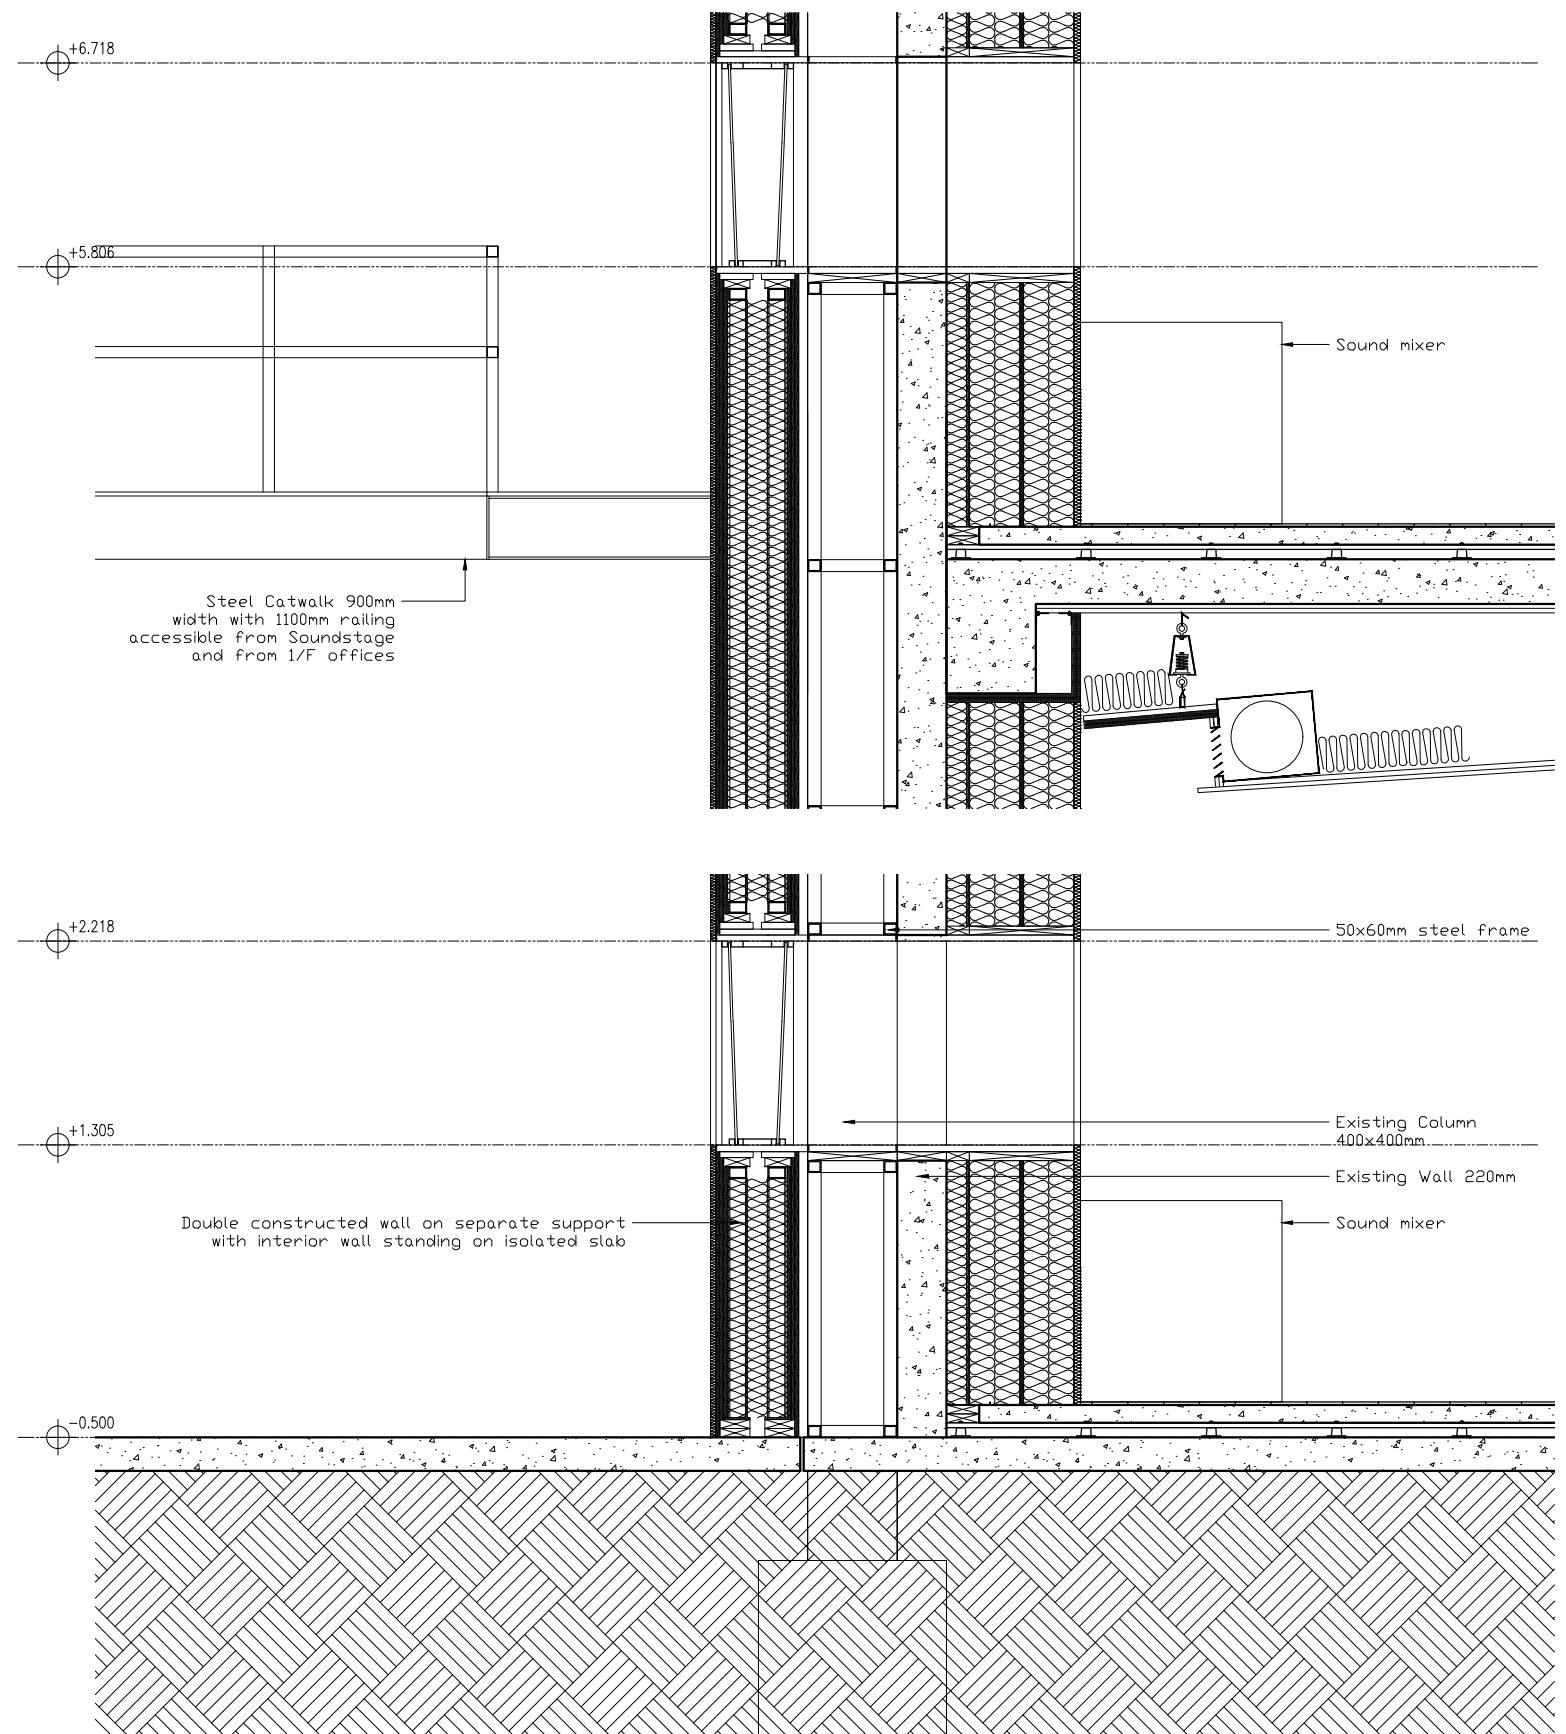 +6.718
+5.806
Sound mixer
Steel Catwalk 900mm
width with 1100mm railing
accessible from Soundstage
and from 1/F offices
+2.218
50x60mm steel frame
+1.305
Existing Column
400x400mm
Existing Wall 220mm
Double constructed wall on separate support
with interior wall standing on isolated slab
Sound mixer
-0.500